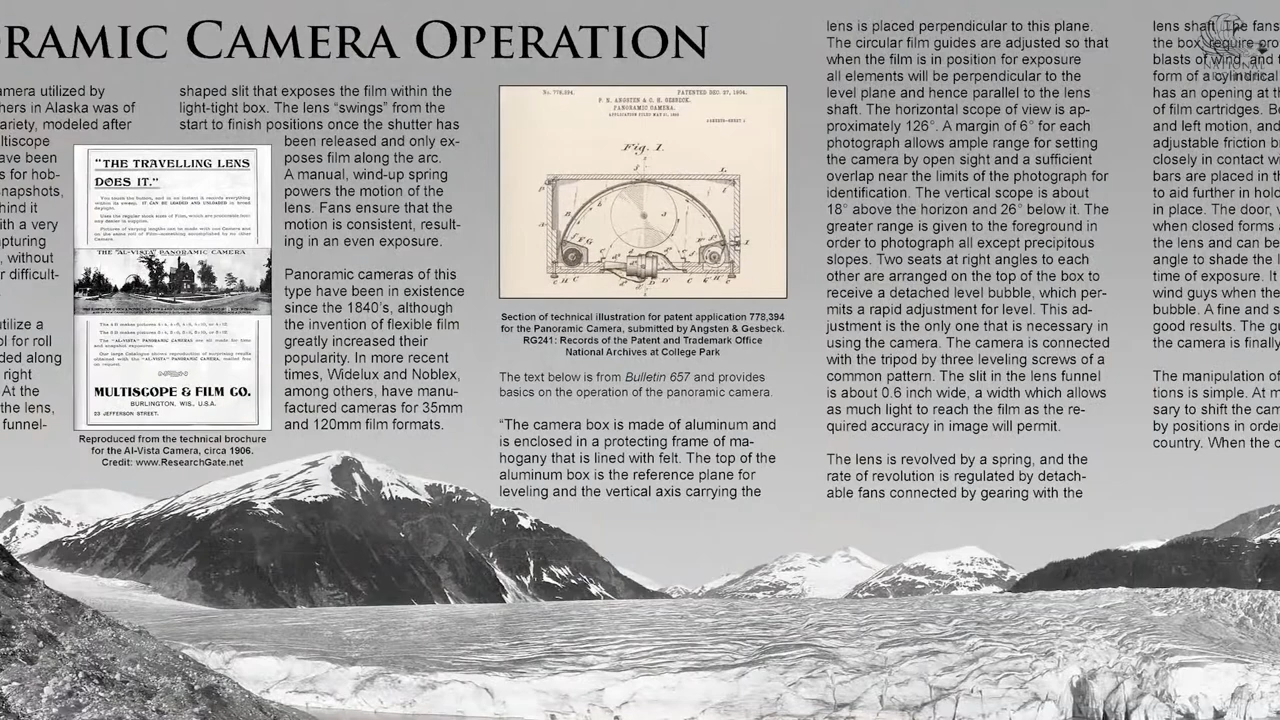 RAMIC CAMERA OPERATION
amera utilized by
in Alaska was of
ariety, modeled after
ltiscope
ave been
s for hob-
napshots,
hind it
ith a very
apturing
, without
r difficult-
utilize a
ol for roll
ded along
right
At the
the lens,
funnel-
"THE TRAVELLING LENS
DOES IT."
THE "AL-VISTA" PANORAMIC CAMERA
MULTISCOPE & FILM CO.
BURLINGTON, WIS., U.S.A.
23 JEFFERSON STREET.
Reproduced from the technical brochure
for the Al-Vista Camera, circa 1906.
Credit: www.ResearchGate.net
shaped slit that exposes the film within the
light-tight box. The lens "swings" from the
start to finish positions once the shutter has
been released and only ex-
poses film along the arc.
A manual, wind-up spring
powers the motion of the
lens. Fans ensure that the
motion is consistent, result-
ing in an even exposure.
Panoramic cameras of this
type have been in existence
since the 1840's, although
the invention of flexible film
greatly increased their
popularity. In more recent
times, Widelux and Noblex,
among others, have manu-
factured cameras for 35mm
and 120mm film formats.
No. 778,394.
PATENTED DEC. 27, 1904.
F. N. ANGSTEN & C. H. GESBECK.
PANORAMIC CAMERA.
Fig. 1.
Section of technical illustration for patent application 778,394
for the Panoramic Camera, submitted by Angsten & Gesbeck.
RG241: Records of the Patent and Trademark Office
National Archives at College Park
The text below is from Bulletin 657 and provides
basics on the operation of the panoramic camera.
"The camera box is made of aluminum and
is enclosed in a protecting frame of ma-
hogany that is lined with felt. The top of the
aluminum box is the reference plane for
leveling and the vertical axis carrying the
lens is placed perpendicular to this plane.
The circular film guides are adjusted so that
when the film is in position for exposure
all elements will be perpendicular to the
level plane and hence parallel to the lens
shaft. The horizontal scope of view is ap-
proximately 126°. A margin of 6° for each
photograph allows ample range for setting
the camera by open sight and a sufficient
overlap near the limits of the photograph for
orientation. The vertical scope is about
18° above the horizon and 26° below it. The
larger angle is given to the foreground in
every photograph except precipitous
slopes. Two seats at right angles to each
other are arranged on the top of the box to
receive a detached level bubble, which per-
mits a rapid adjustment for level. This ad-
justment is the only one that is necessary in
using the camera. The camera is connected
with the tripod by three leveling screws of a
common pattern. The slit in the lens funnel
is about 0.6 inch wide, a width which allows
as much light to reach the film as the re-
quired accuracy in image will permit.
The lens is revolved by a spring, and the
rate of revolution is regulated by detach-
able fans connected by gearing with the
lens shaft. The fans
the box, require pro
blasts of wind, and t
form of a cylindrical
on an opening in the
of film cartridges. B
and left motion, and
adjustable friction b
closely in contact w
bars are placed in th
to aid further in hol
in place. The door, w
when closed forms a
the lens and can be
angle to shade the l
time of exposure. H
wind guys and the
bubble. A fine and s
good results, once t
the camera is finally
The manipulation of
tions is simple. At m
sary to shift the cam
by positions in orde
country. When the c